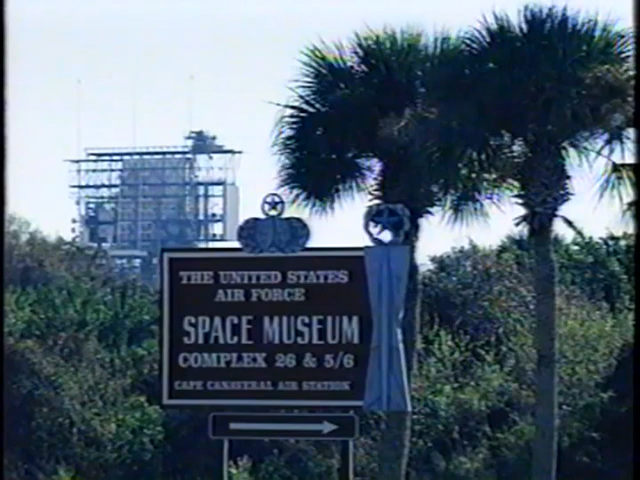 THE UNITED STATES
AIR FORCE
SPACE MUSEUM
COMPLEX 26 & 5/6
CAPE CANAVERAL AIR STATION